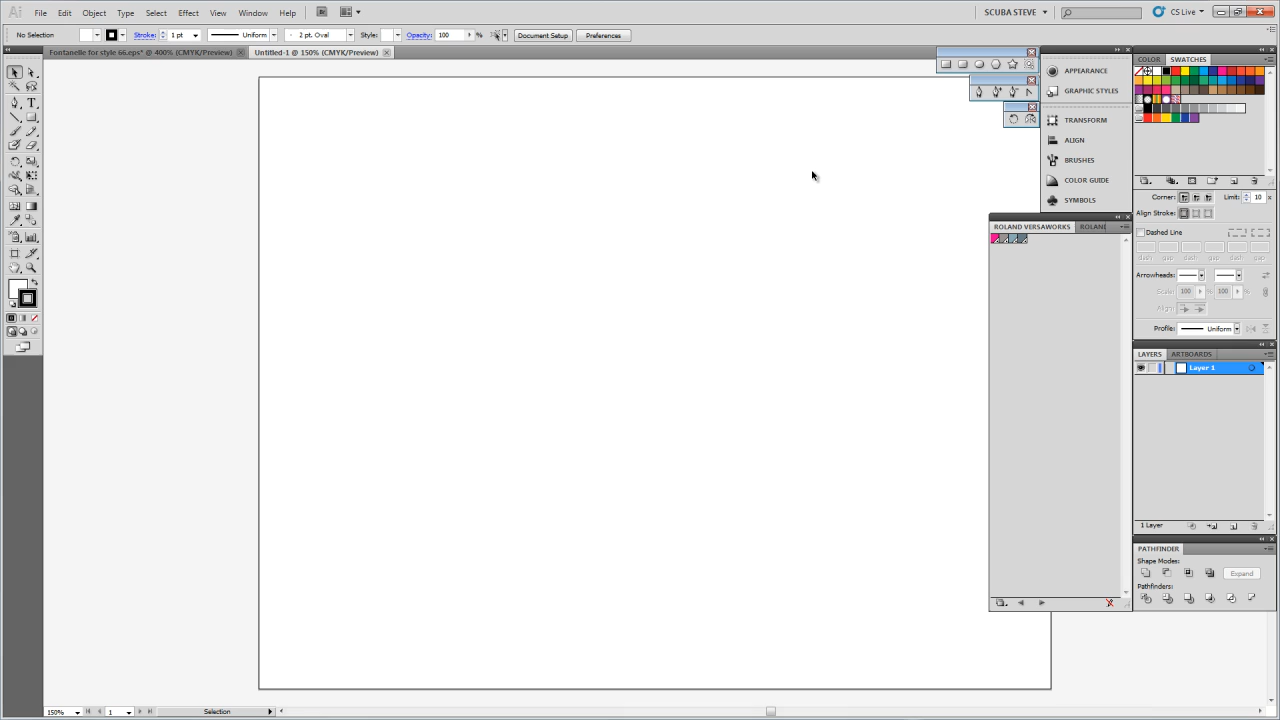 Ai File Edit Object Type Select Effect View Window Help Br SCUBA STEVE CS Live
No Selection Stroke: 1 pt Uniform 2 pt. Oval Style: Opacity: 100 % Document Setup Preferences
Fontanelle for style 66.eps* @ 400% (CMYK/Preview) Untitled-1 @ 150% (CMYK/Preview)
COLOR SWATCHES
APPEARANCE
GRAPHIC STYLES
TRANSFORM
ALIGN
BRUSHES
COLOR GUIDE
SYMBOLS
Corner: Limit: 10 x
Align Stroke:
ROLAND VERSAWORKS ROLAND
Dashed Line
dash gap dash gap dash gap
Arrowheads:
Scale: 100 % 100 %
Align:
Profile: Uniform
LAYERS ARTBOARDS
Layer 1
1 Layer
PATHFINDER
Shape Modes:
Expand
Pathfinders:
150% 1 Selection